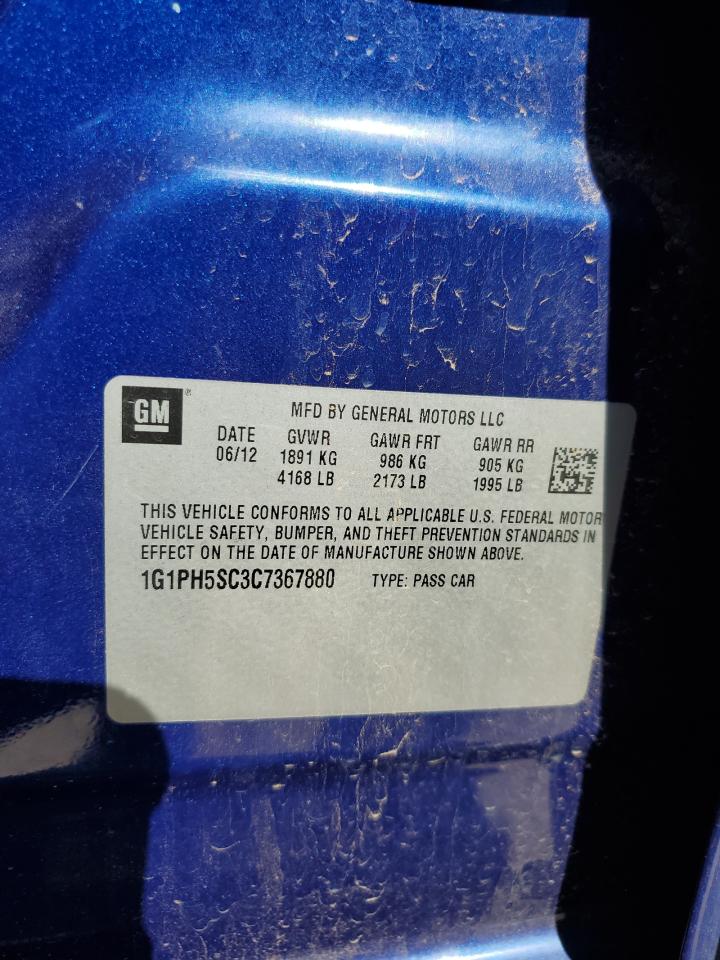 GM
MFD BY GENERAL MOTORS LLC
DATE GVWR GAWR FRT GAWR RR
06/12 1891 KG 986 KG 905 KG
4168 LB 2173 LB 1995 LB
THIS VEHICLE CONFORMS TO ALL APPLICABLE U.S. FEDERAL MOTOR
VEHICLE SAFETY, BUMPER, AND THEFT PREVENTION STANDARDS IN
EFFECT ON THE DATE OF MANUFACTURE SHOWN ABOVE.
1G1PH5SC3C7367880 TYPE: PASS CAR